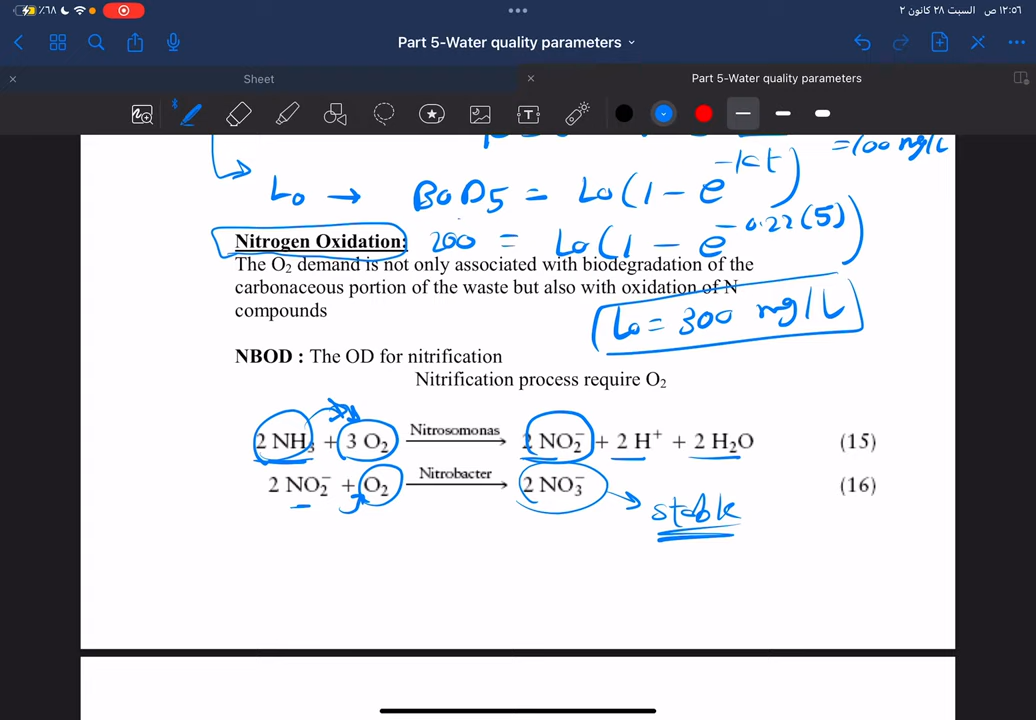 ٪٦٨ ١٢:٥٦ ص السبت ٢٨ كانون ٢
Part 5-Water quality parameters
Sheet
Part 5-Water quality parameters
= 100 mg/L
L₀ → BOD5 = L₀(1 - e^-kt)
Nitrogen Oxidation: 200 = L₀(1 - e^-0.22(5))
The O₂ demand is not only associated with biodegradation of the
carbonaceous portion of the waste but also with oxidation of N
compounds
L₀ = 300 mg/L
NBOD : The OD for nitrification
Nitrification process require O₂
2 NH₃ + 3 O₂ Nitrosomonas → 2 NO₂⁻ + 2 H⁺ + 2 H₂O (15)
2 NO₂⁻ + O₂ Nitrobacter → 2 NO₃⁻ (16)
stable